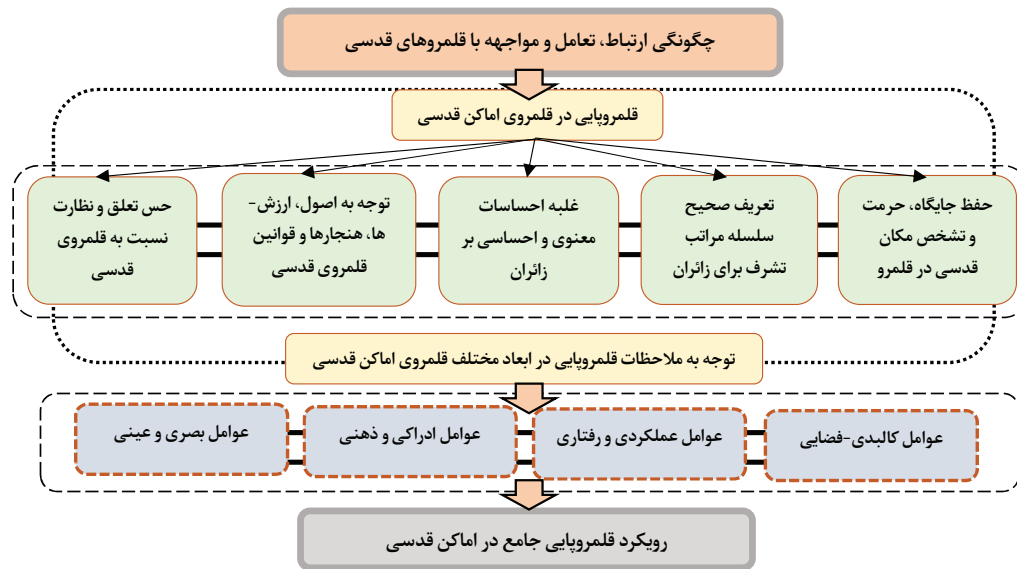 چگونگی ارتباط، تعامل و مواجهه با قلمروهای قدسی
قلمروپایی در قلمروی اماکن قدسی
حفظ جایگاه، حرمت
و تشخص مکان
قدسی در قلمرو
تعریف صحیح
سلسله مراتب
تشرف برای زائران
غلبه احساسات
معنوی و احساسی بر
زائران
توجه به اصول، ارزش-
ها، هنجارها و قوانین
قلمروی قدسی
حس تعلق و نظارت
نسبت به قلمروی
قدسی
توجه به ملاحظات قلمروپایی در ابعاد مختلف قلمروی اماکن قدسی
عوامل کالبدی-فضایی
عوامل عملکردی و رفتاری
عوامل ادراکی و ذهنی
عوامل بصری و عینی
رویکرد قلمروپایی جامع در اماکن قدسی